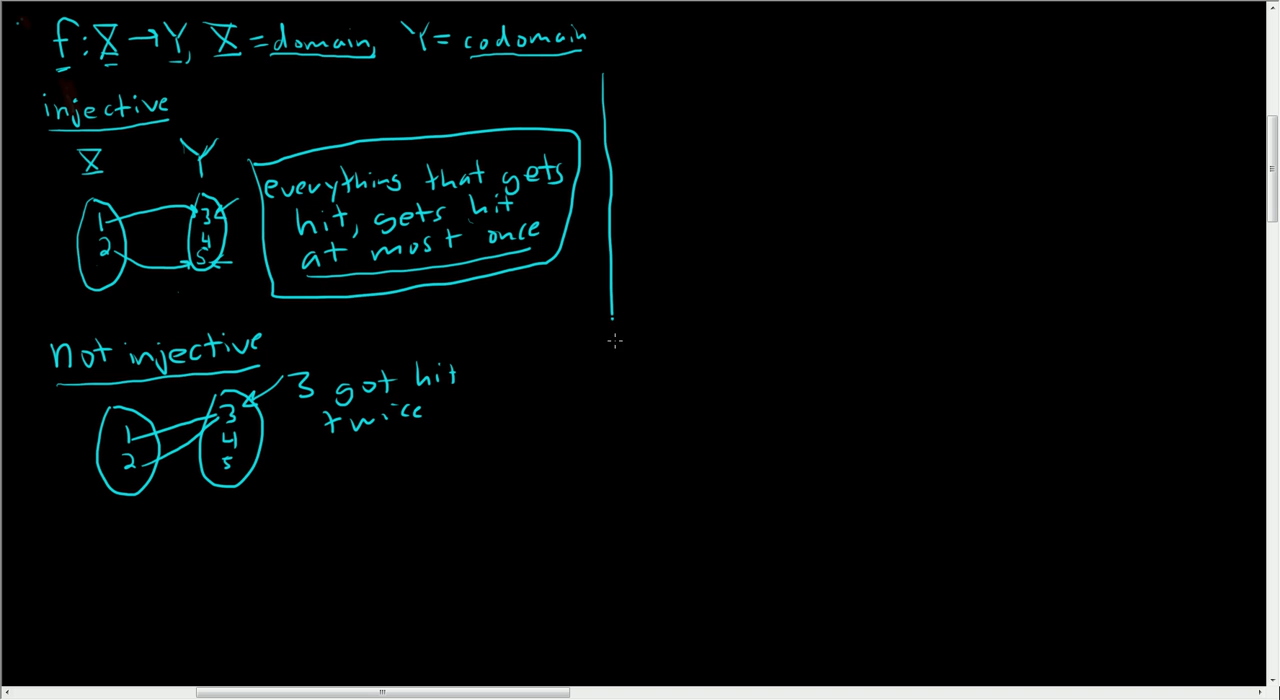 f : X → Y, X = domain, Y = codomain
injective
X Y
everything that gets
hit, gets hit
at most once
1 3
2 4
5
not injective
3 got hit
twice
1 3
2 4
5